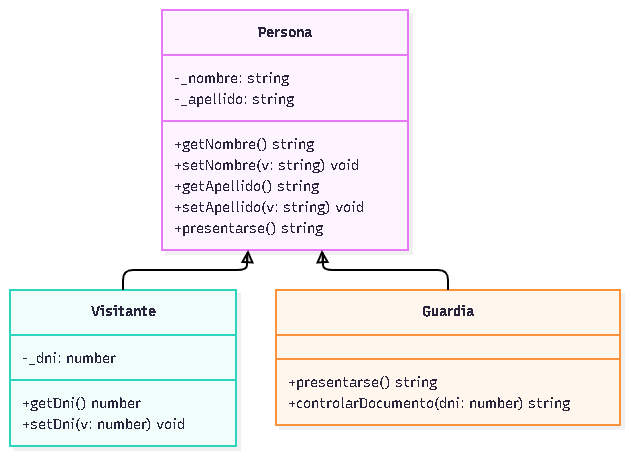 Persona
-_nombre: string
-_apellido: string
+getNombre() string
+setNombre(v: string) void
+getApellido() string
+setApellido(v: string) void
+presentarse() string
Visitante
-_dni: number
+getDni() number
+setDni(v: number) void
Guardia
+presentarse() string
+controlarDocumento(dni: number) string